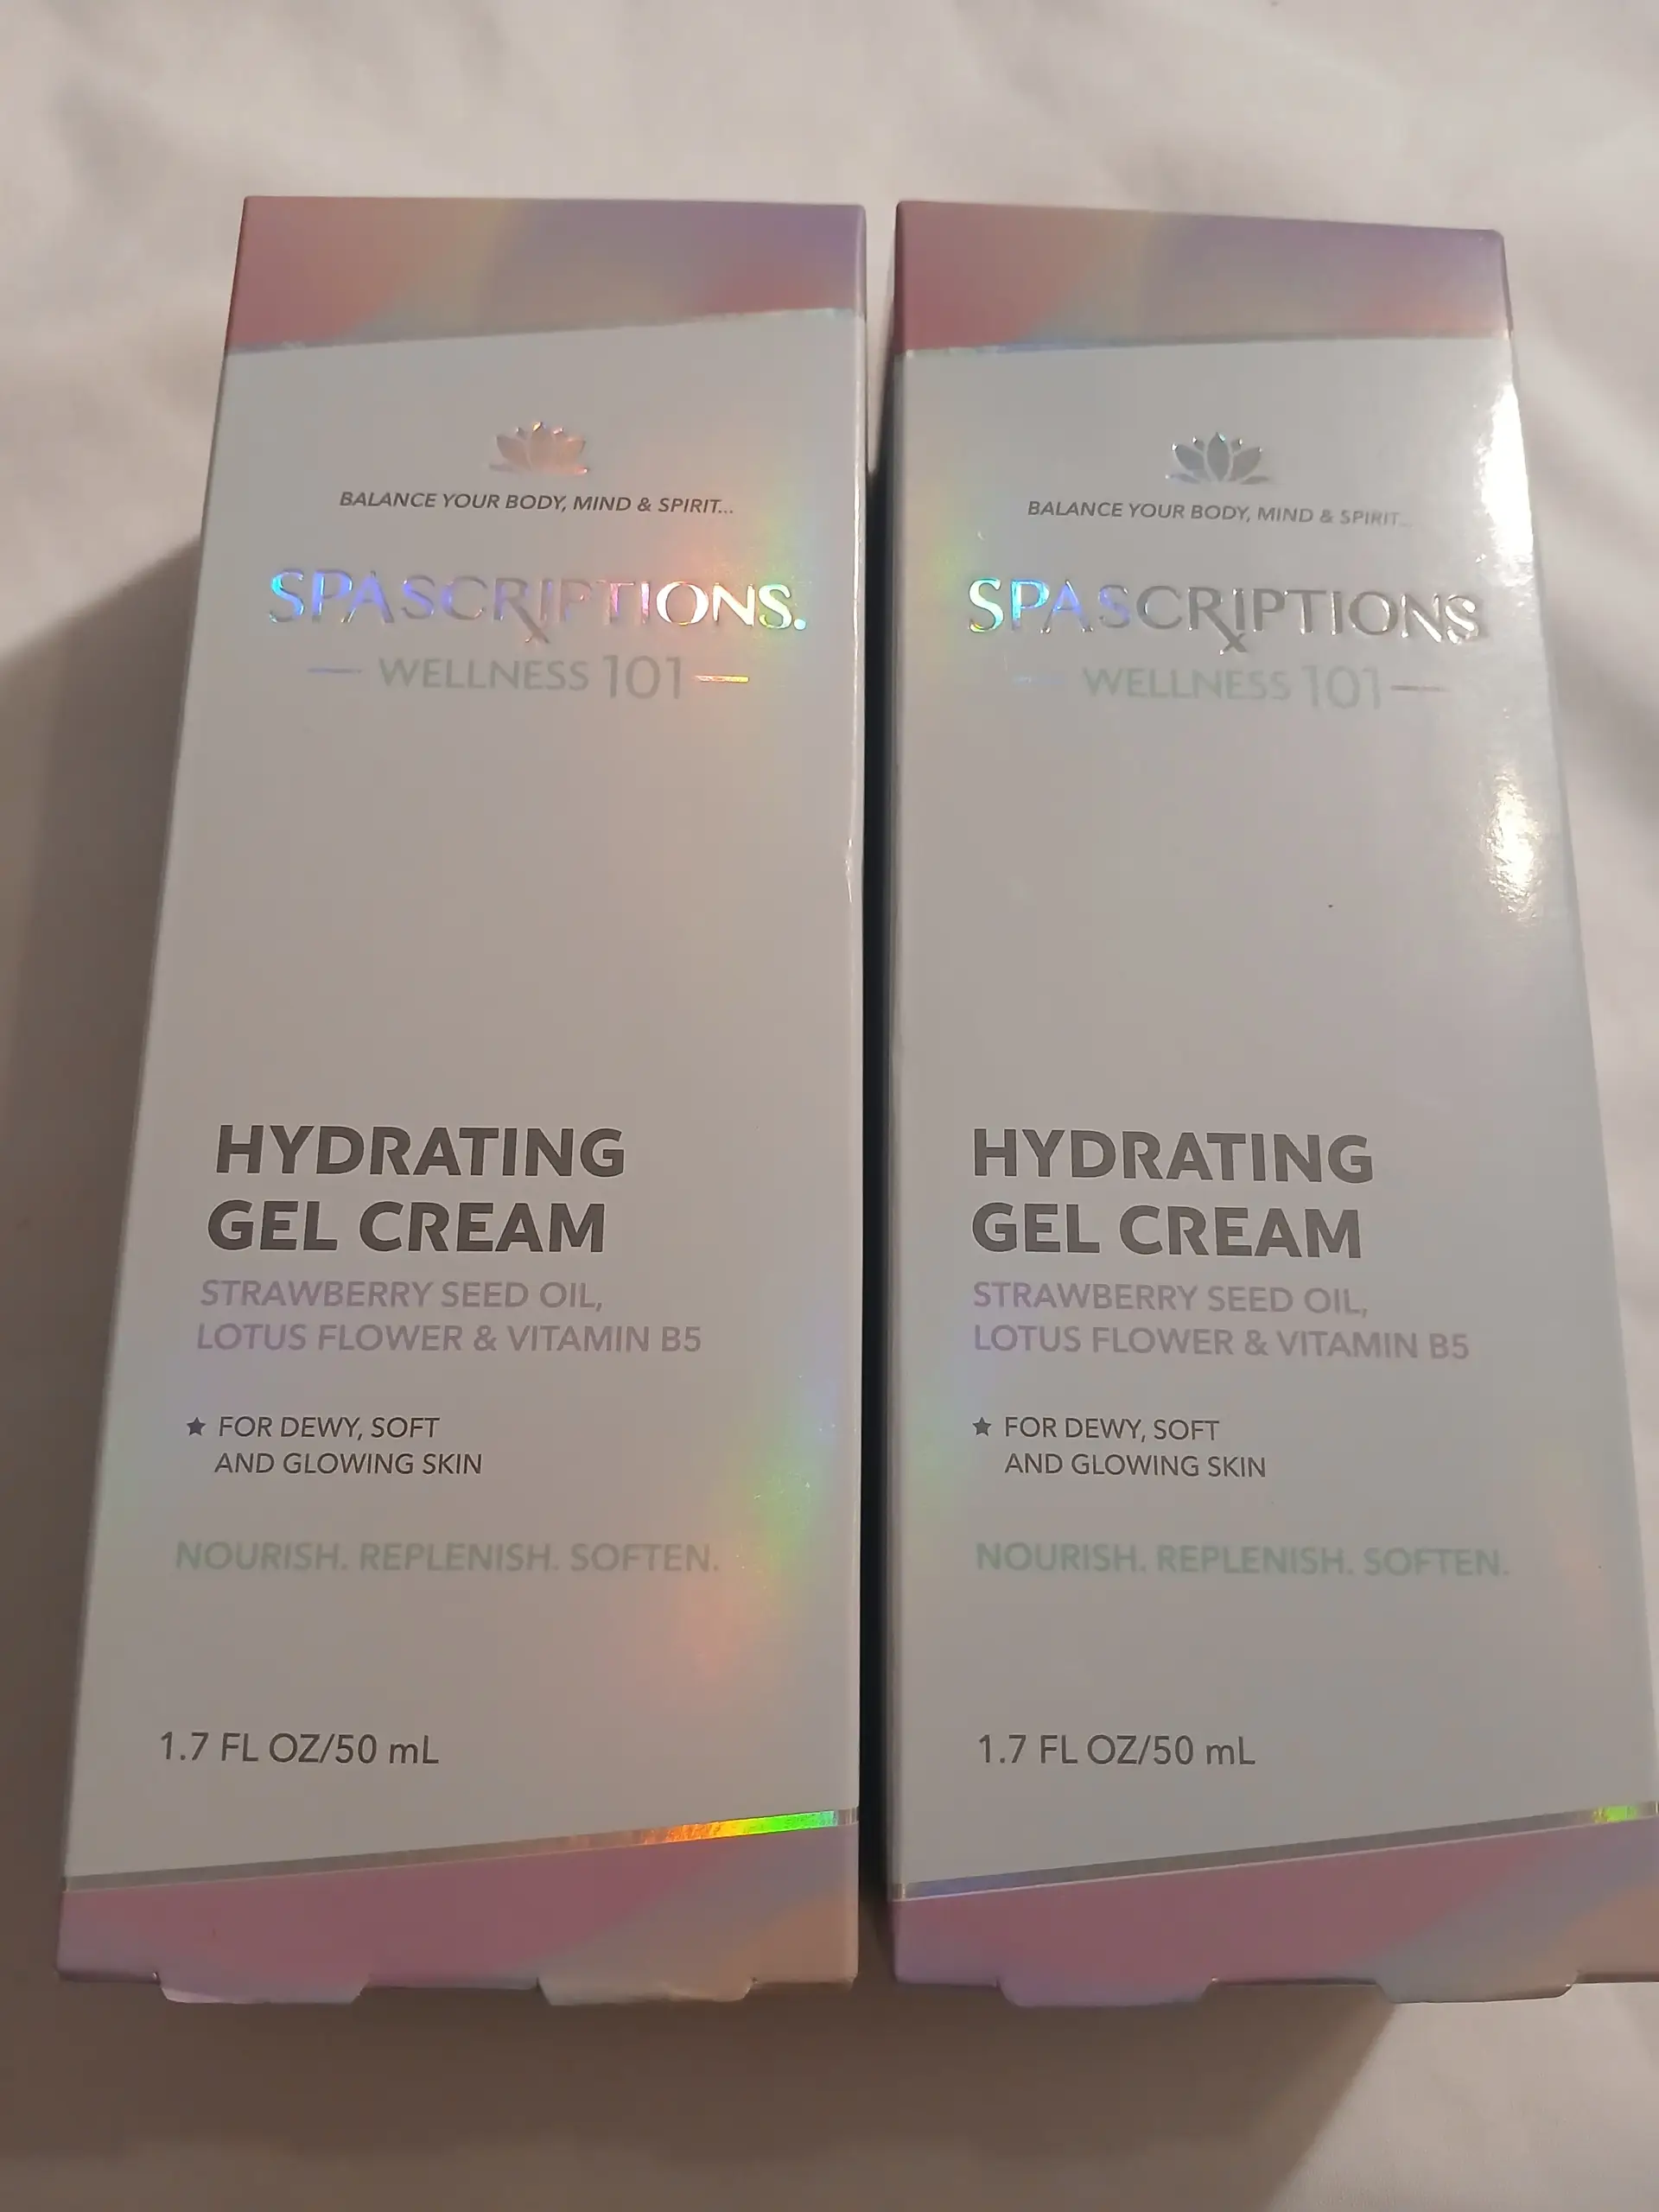 BALANCE YOUR BODY, MIND & SPIRIT...
SPASCRIPTIONS.
WELLNESS 101
HYDRATING
GEL CREAM
STRAWBERRY SEED OIL,
LOTUS FLOWER & VITAMIN B5
★ FOR DEWY, SOFT
AND GLOWING SKIN
NOURISH. REPLENISH. SOFTEN.
1.7 FL OZ/50 mL
BALANCE YOUR BODY, MIND & SPIRIT...
SPASCRIPTIONS
WELLNESS 101
HYDRATING
GEL CREAM
STRAWBERRY SEED OIL,
LOTUS FLOWER & VITAMIN B5
★ FOR DEWY, SOFT
AND GLOWING SKIN
NOURISH. REPLENISH. SOFTEN.
1.7 FL OZ/50 mL